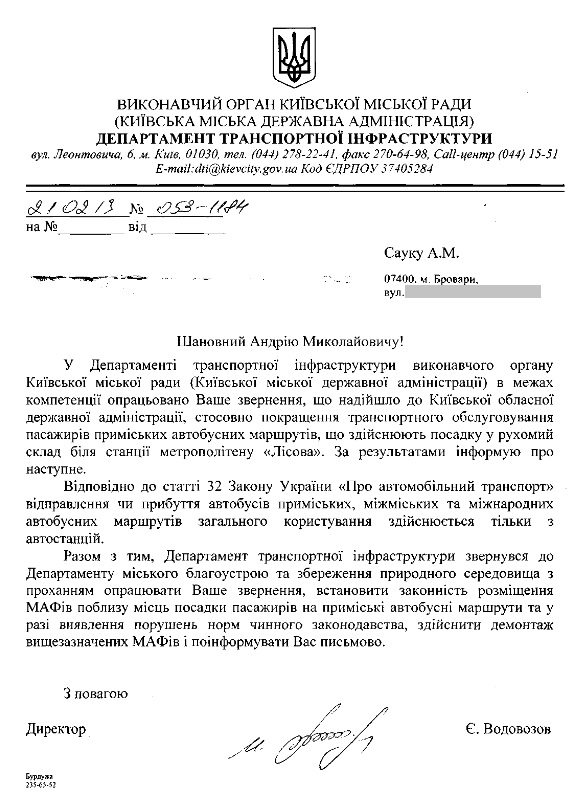 ВИКОНАВЧИЙ ОРГАН КИЇВСЬКОЇ МІСЬКОЇ РАДИ
(КИЇВСЬКА МІСЬКА ДЕРЖАВНА АДМІНІСТРАЦІЯ)
ДЕПАРТАМЕНТ ТРАНСПОРТНОЇ ІНФРАСТРУКТУРИ
вул. Леонтовича, 6, м. Київ, 01030, тел. (044) 278-22-41, факс 270-64-98, Call-центр (044) 15-51
E-mail:dti@kievcity.gov.ua Код ЄДРПОУ 37405284
21 02 13 № 053-1184
на № від
Сауку А.М.
07400, м. Бровари,
вул.
Шановний Андрію Миколайовичу!
У Департаменті транспортної інфраструктури виконавчого органу
Київської міської ради (Київської міської державної адміністрації) в межах
компетенції опрацьовано Ваше звернення, що надійшло до Київської обласної
державної адміністрації, стосовно покращення транспортного обслуговування
пасажирів приміських автобусних маршрутів, що здійснюють посадку у рухомий
склад біля станції метрополітену «Лісова». За результатами інформую про
наступне.
Відповідно до статті 32 Закону України «Про автомобільний транспорт»
відправлення чи прибуття автобусів приміських, міжміських та міжнародних
автобусних маршрутів загального користування здійснюється тільки з
автостанцій.
Разом з тим, Департамент транспортної інфраструктури звернувся до
Департаменту міського благоустрою та збереження природного середовища з
проханням опрацювати Ваше звернення, встановити законність розміщення
МАФів поблизу місць посадки пасажирів на приміські автобусні маршрути та у
разі виявлення порушень норм чинного законодавства, здійснити демонтаж
вищезазначених МАФів і поінформувати Вас письмово.
З повагою
Директор Є. Водовозов
Бурдужа
235-65-52